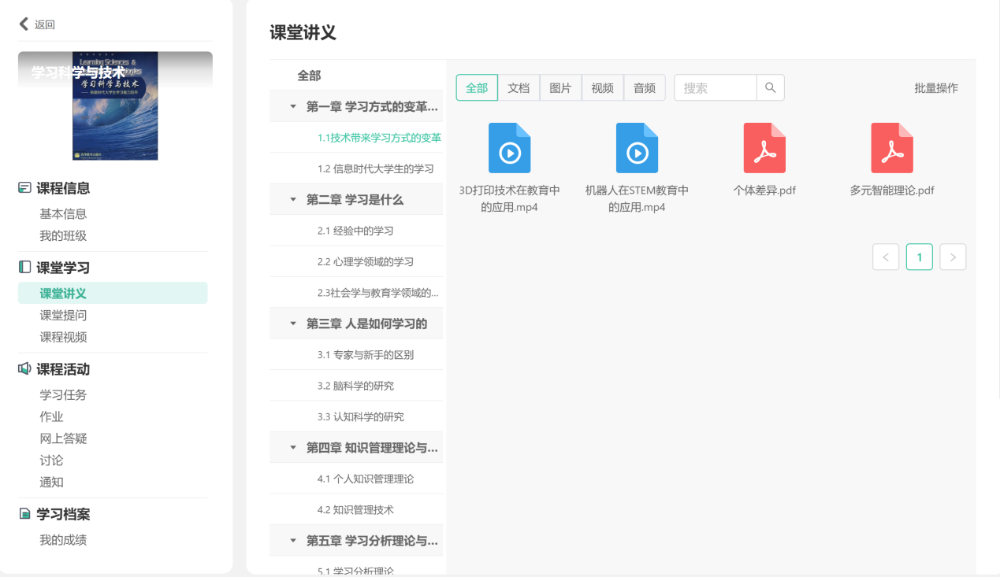 返回
学习科学与技术
Learning Sciences &
学习科学与技术
课程信息
基本信息
我的班级
课堂学习
课堂讲义
课堂提问
课程视频
课程活动
学习任务
作业
网上答疑
讨论
通知
学习档案
我的成绩
课堂讲义
全部
第一章 学习方式的变革...
1.1技术带来学习方式的变革
1.2 信息时代大学生的学习
第二章 学习是什么
2.1 经验中的学习
2.2 心理学领域的学习
2.3社会学与教育学领域的...
第三章 人是如何学习的
3.1 专家与新手的区别
3.2 脑科学的研究
3.3 认知科学的研究
第四章 知识管理理论与...
4.1 个人知识管理理论
4.2 知识管理技术
第五章 学习分析理论与...
5.1 学习分析理论
全部 文档 图片 视频 音频 搜索 批量操作
3D打印技术在教育中
的应用.mp4
机器人在STEM教育中
的应用.mp4
个体差异.pdf
多元智能理论.pdf
< 1 >